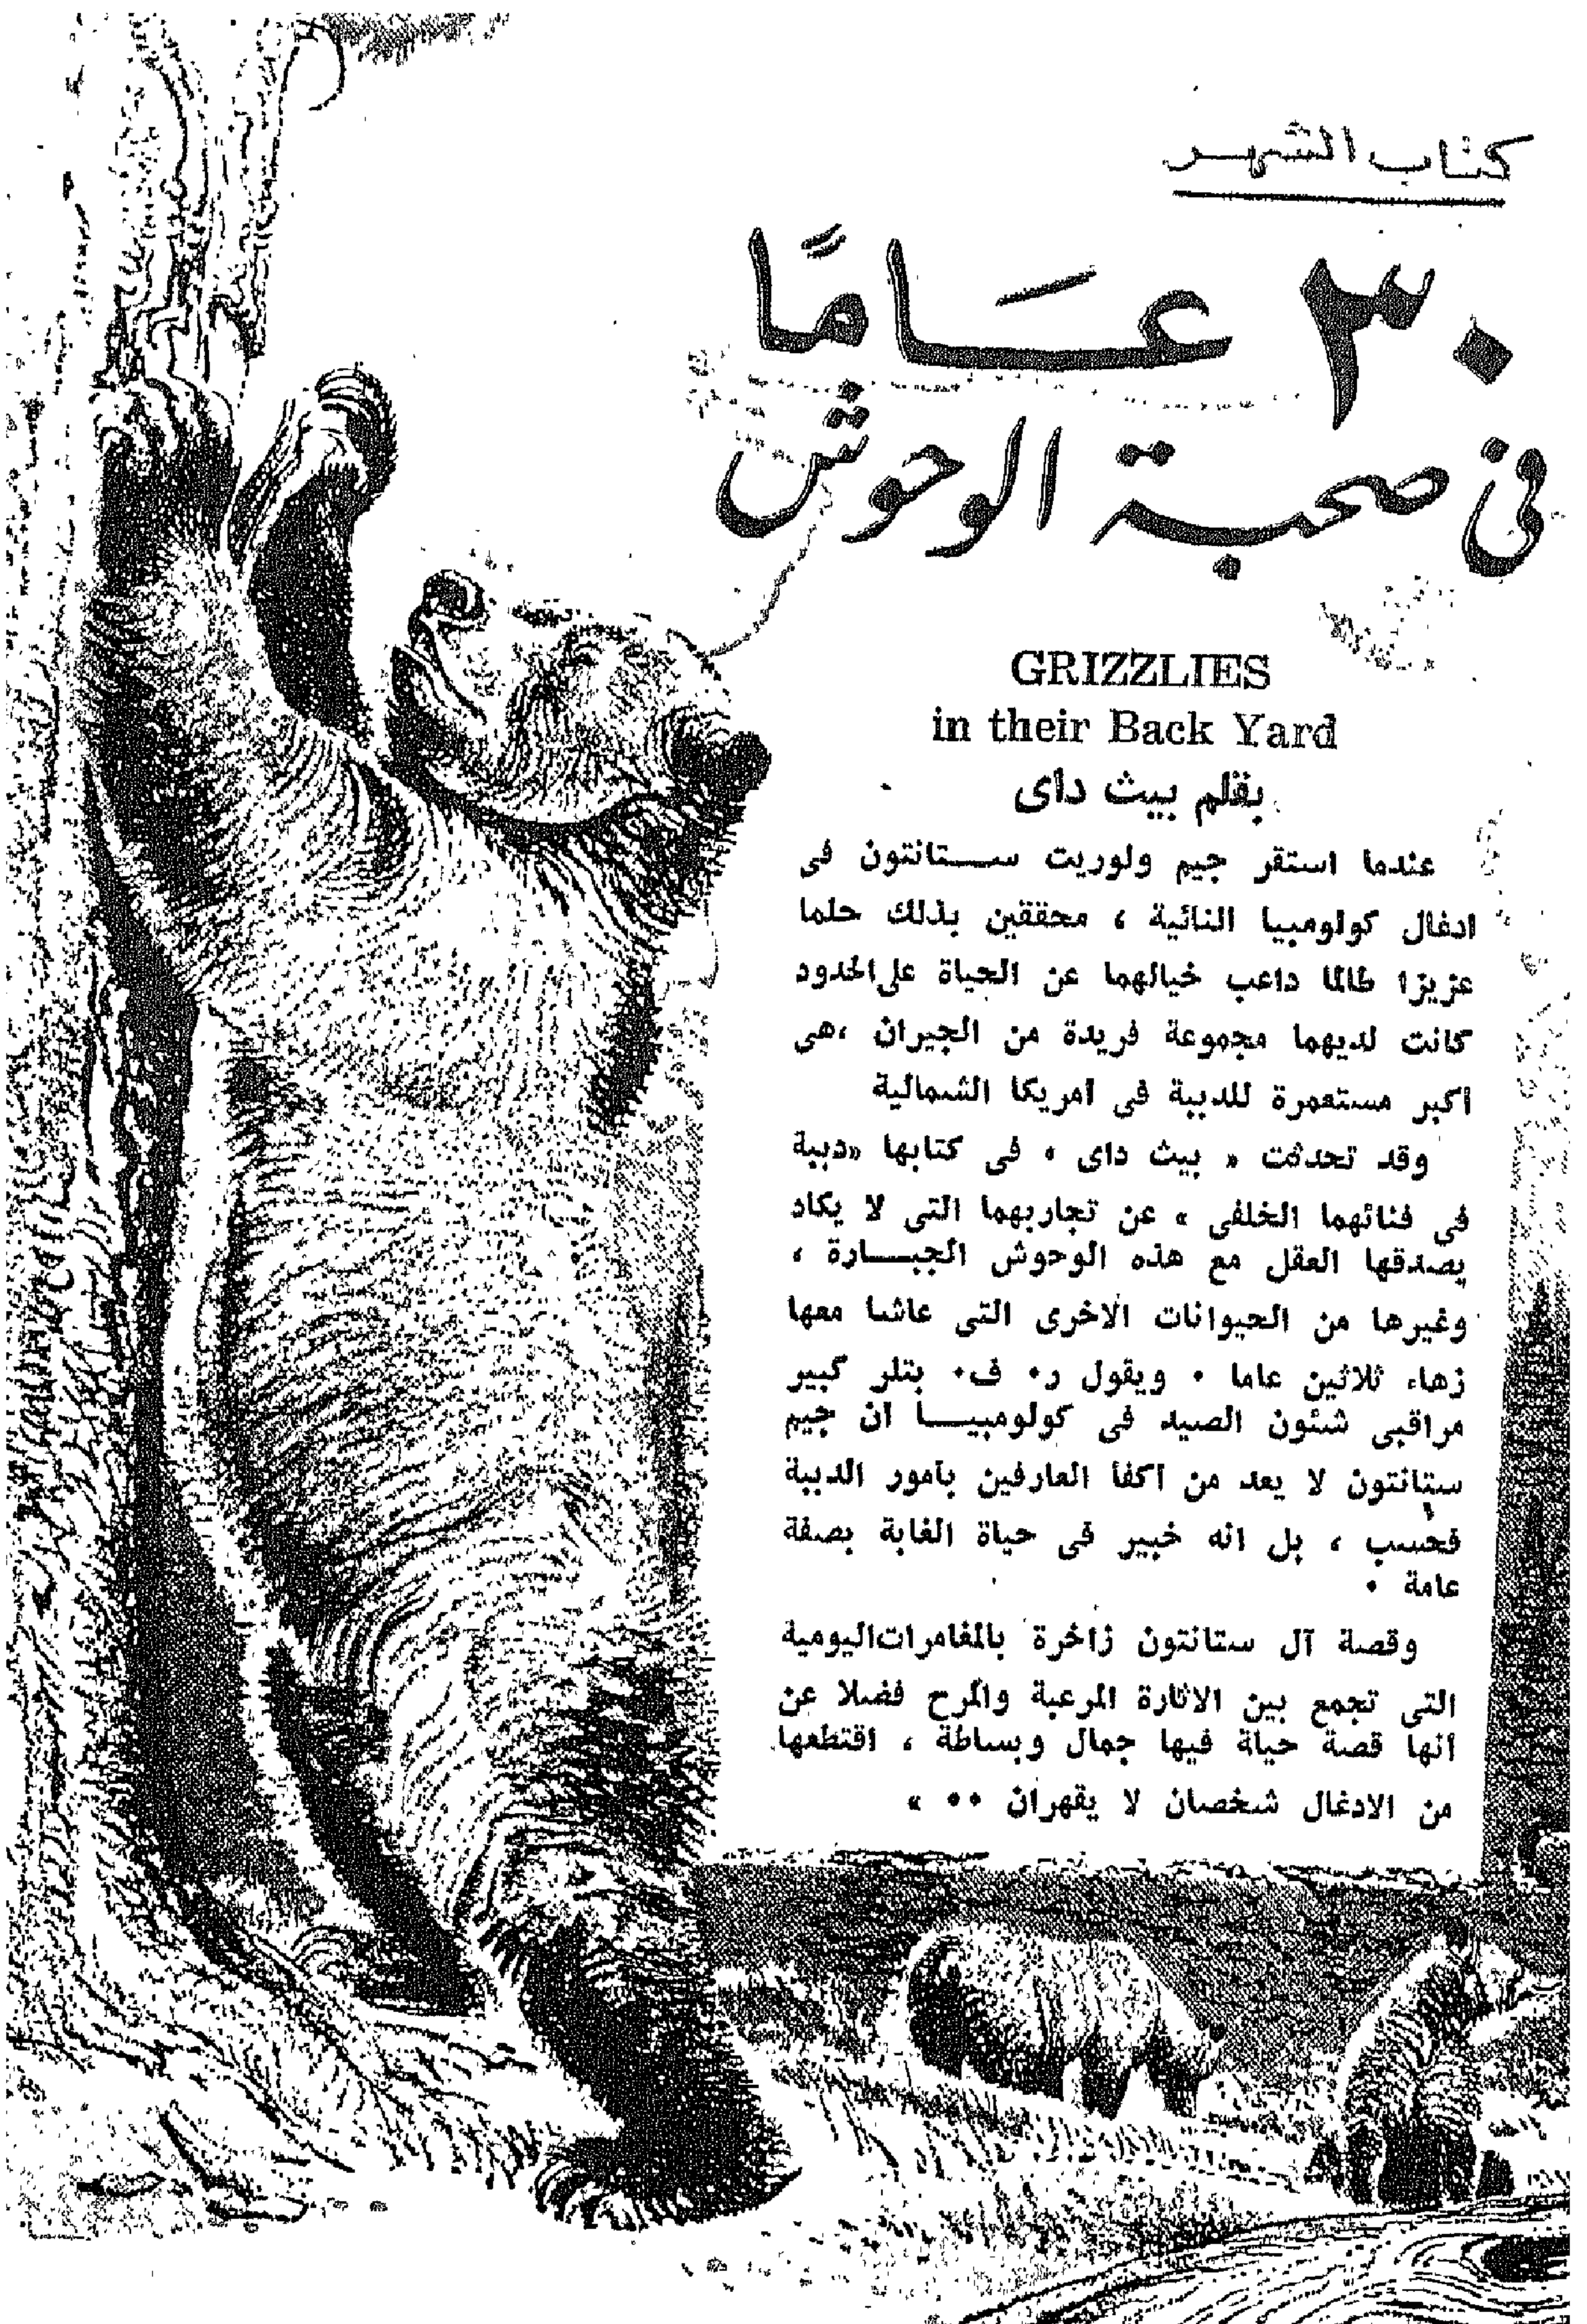 كتاب الشهر
٣٠ عَامًا
فى صحبة الوحوش
GRIZZLIES
in their Back Yard
بقلم بيث داى
عندما استقر جيم ولوريت ستانتون فى
ادغال كولومبيا النائية ، محققين بذلك حلما
عزيزا طالما داعب خيالهما عن الحياة على الحدود
كانت لديهما مجموعة فريدة من الجيران ،هى
أكبر مستعمرة للدببة فى امريكا الشمالية
وقد تحدثت « بيث داى » فى كتابها «دببة
فى فنائهما الخلفى » عن تجاربهما التى لا يكاد
يصدقها العقل مع هذه الوحوش الجبارة ،
وغيرها من الحيوانات الاخرى التى عاشا معها
زهاء ثلاثين عاما . ويقول ر. ف. بتلر كبير
مراقبى شئون الصيد فى كولومبيا ان جيم
ستانتون لا يعد من اكفأ العارفين بأمور الدببة
فحسب ، بل انه خبير فى حياة الغابة بصفة
عامة .
وقصة آل ستانتون زاخرة بالمغامرات اليومية
التى تجمع بين الاثارة المرعبة والمرح فضلا عن
انها قصة حياة فيها جمال وبساطة ، اقتطعها
من الادغال شخصان لا يقهران .. »